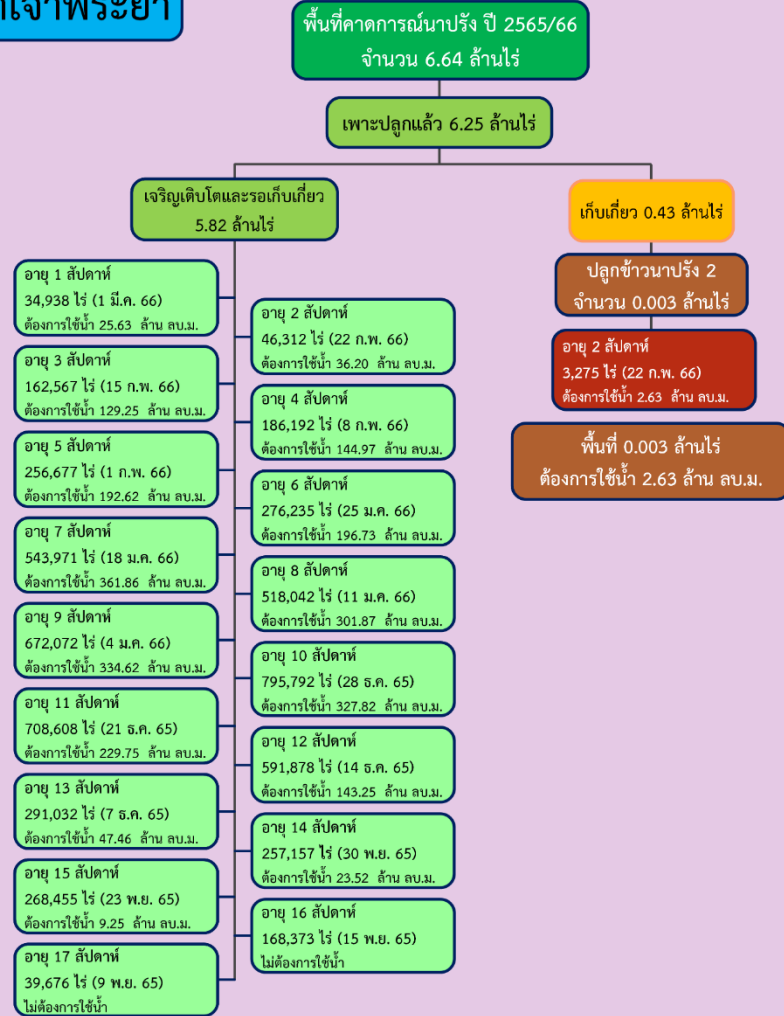 เจ้าพระยา
พื้นที่คาดการณ์นาปรัง ปี 2565/66
จำนวน 6.64 ล้านไร่
เพาะปลูกแล้ว 6.25 ล้านไร่
เจริญเติบโตและรอเก็บเกี่ยว
5.82 ล้านไร่
เก็บเกี่ยว 0.43 ล้านไร่
ปลูกข้าวนาปรัง 2
จำนวน 0.003 ล้านไร่
อายุ 2 สัปดาห์
3,275 ไร่ (22 ก.พ. 66)
ต้องการใช้น้ำ 2.63 ล้าน ลบ.ม.
พื้นที่ 0.003 ล้านไร่
ต้องการใช้น้ำ 2.63 ล้าน ลบ.ม.
อายุ 1 สัปดาห์
34,938 ไร่ (1 มี.ค. 66)
ต้องการใช้น้ำ 25.63 ล้าน ลบ.ม.
อายุ 2 สัปดาห์
46,312 ไร่ (22 ก.พ. 66)
ต้องการใช้น้ำ 36.20 ล้าน ลบ.ม.
อายุ 3 สัปดาห์
162,567 ไร่ (15 ก.พ. 66)
ต้องการใช้น้ำ 129.25 ล้าน ลบ.ม.
อายุ 4 สัปดาห์
186,192 ไร่ (8 ก.พ. 66)
ต้องการใช้น้ำ 144.97 ล้าน ลบ.ม.
อายุ 5 สัปดาห์
256,677 ไร่ (1 ก.พ. 66)
ต้องการใช้น้ำ 192.62 ล้าน ลบ.ม.
อายุ 6 สัปดาห์
276,235 ไร่ (25 ม.ค. 66)
ต้องการใช้น้ำ 196.73 ล้าน ลบ.ม.
อายุ 7 สัปดาห์
543,971 ไร่ (18 ม.ค. 66)
ต้องการใช้น้ำ 361.86 ล้าน ลบ.ม.
อายุ 8 สัปดาห์
518,042 ไร่ (11 ม.ค. 66)
ต้องการใช้น้ำ 301.87 ล้าน ลบ.ม.
อายุ 9 สัปดาห์
672,072 ไร่ (4 ม.ค. 66)
ต้องการใช้น้ำ 334.62 ล้าน ลบ.ม.
อายุ 10 สัปดาห์
795,792 ไร่ (28 ธ.ค. 65)
ต้องการใช้น้ำ 327.82 ล้าน ลบ.ม.
อายุ 11 สัปดาห์
708,608 ไร่ (21 ธ.ค. 65)
ต้องการใช้น้ำ 229.75 ล้าน ลบ.ม.
อายุ 12 สัปดาห์
591,878 ไร่ (14 ธ.ค. 65)
ต้องการใช้น้ำ 143.25 ล้าน ลบ.ม.
อายุ 13 สัปดาห์
291,032 ไร่ (7 ธ.ค. 65)
ต้องการใช้น้ำ 47.46 ล้าน ลบ.ม.
อายุ 14 สัปดาห์
257,157 ไร่ (30 พ.ย. 65)
ต้องการใช้น้ำ 23.52 ล้าน ลบ.ม.
อายุ 15 สัปดาห์
268,455 ไร่ (23 พ.ย. 65)
ต้องการใช้น้ำ 9.25 ล้าน ลบ.ม.
อายุ 16 สัปดาห์
168,373 ไร่ (15 พ.ย. 65)
ไม่ต้องการใช้น้ำ
อายุ 17 สัปดาห์
39,676 ไร่ (9 พ.ย. 65)
ไม่ต้องการใช้น้ำ